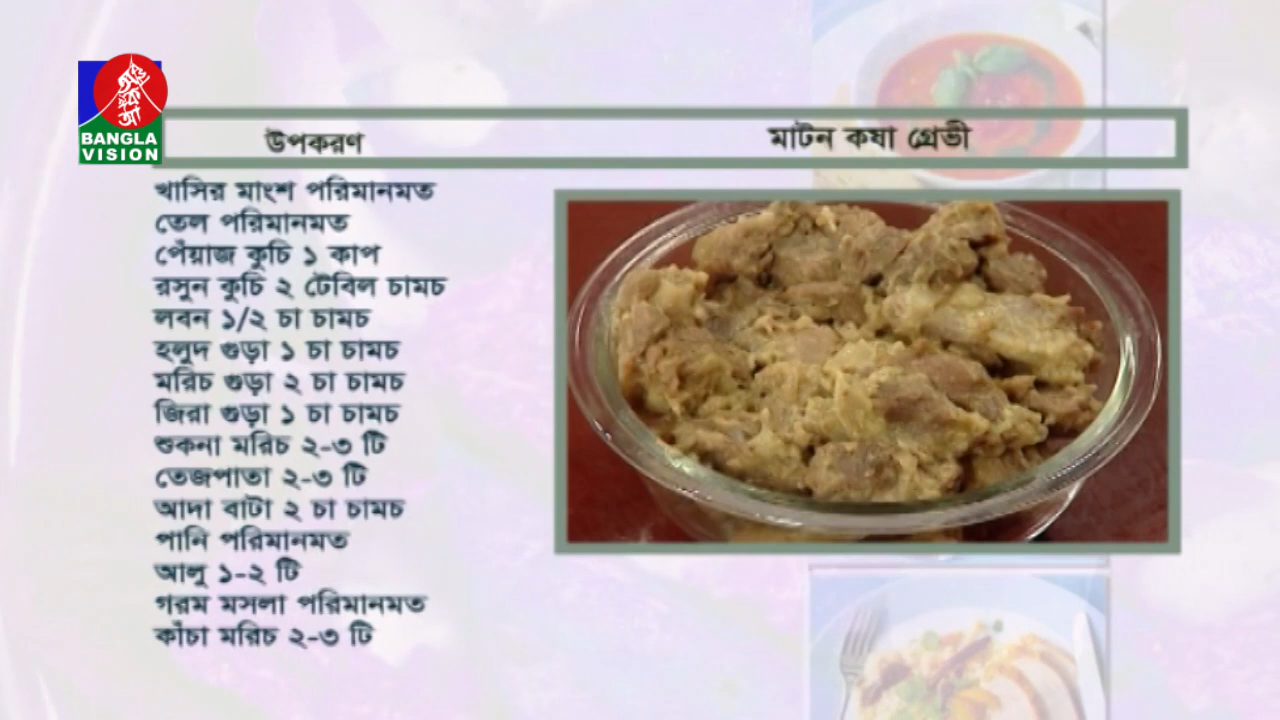 BANGLA
VISION
উপকরণ
মাটন কষা গ্রেভী
খাসির মাংশ পরিমানমত
তেল পরিমানমত
পেঁয়াজ কুচি ১ কাপ
রসুন কুচি ২ টেবিল চামচ
লবন ১/২ চা চামচ
হলুদ গুড়া ১ চা চামচ
মরিচ গুড়া ২ চা চামচ
জিরা গুড়া ১ চা চামচ
শুকনা মরিচ ২-৩ টি
তেজপাতা ২-৩ টি
আদা বাটা ২ চা চামচ
পানি পরিমানমত
আলু ১-২ টি
গরম মসলা পরিমানমত
কাঁচা মরিচ ২-৩ টি